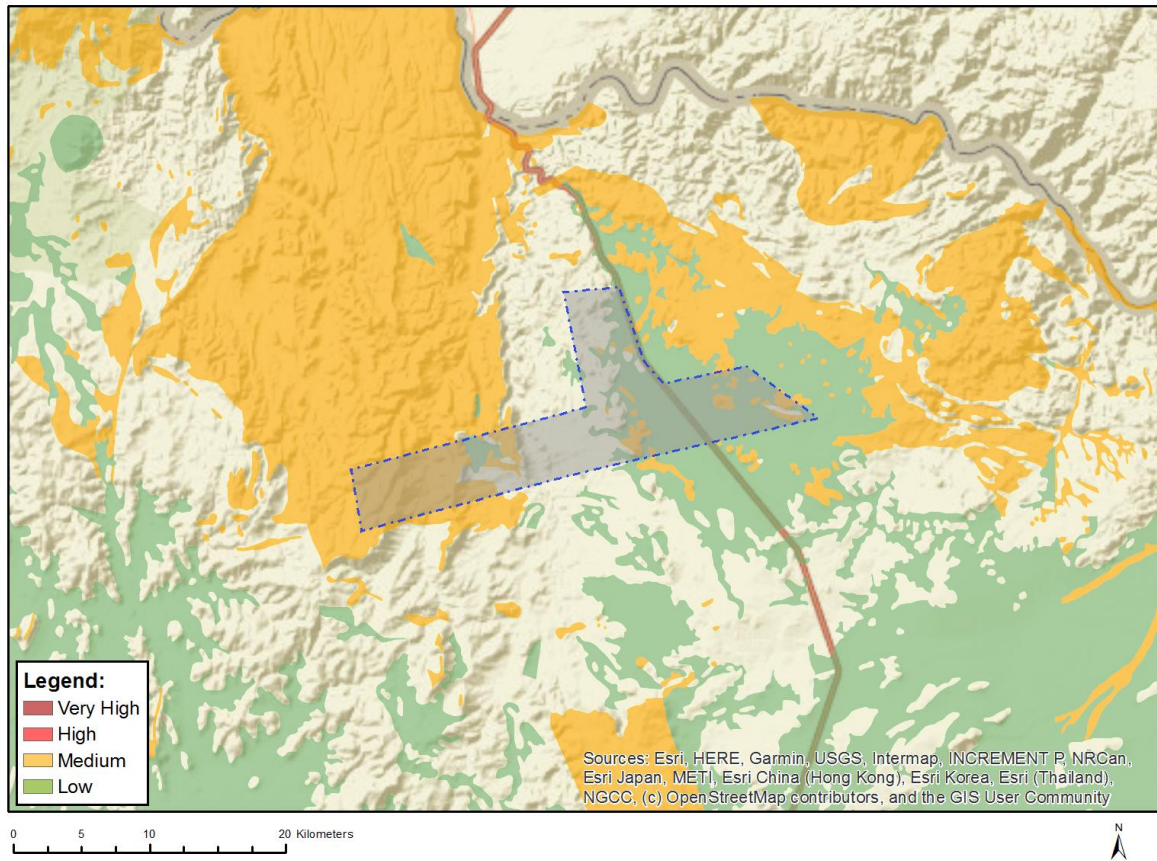 Legend:
Very High
High
Medium
Low
Sources: Esri, HERE, Garmin, USGS, Intermap, INCREMENT P, NRCan,
Esri Japan, METI, Esri China (Hong Kong), Esri Korea, Esri (Thailand),
NGCC, (c) OpenStreetMap contributors, and the GIS User Community
0 5 10 20 Kilometers
N